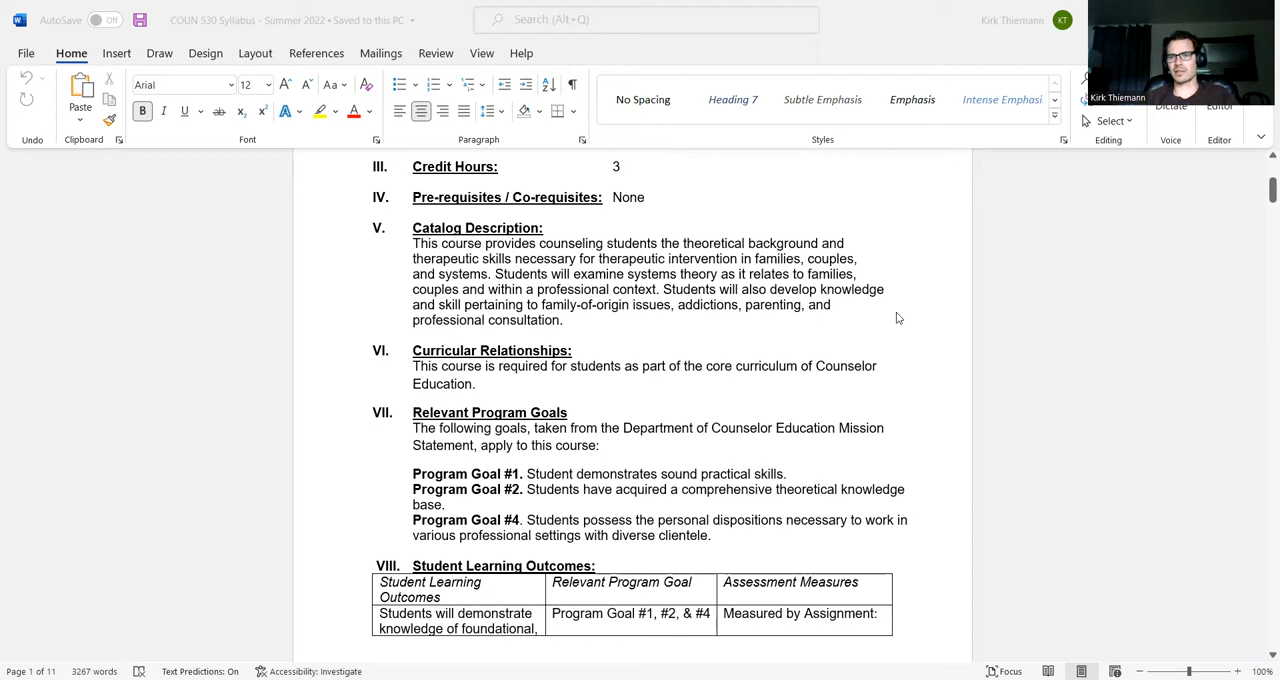 AutoSave Off COUN 530 Syllabus - Summer 2022 • Saved to this PC Search (Alt+Q) Kirk Thiemann KT
File Home Insert Draw Design Layout References Mailings Review View Help
Arial 12 Aa No Spacing Heading 7 Subtle Emphasis Emphasis Intense Emphasi Kirk Thiemann
Paste B I U ab Dictate Editor
Select
Undo Clipboard Font Paragraph Styles Editing Voice Editor
III. Credit Hours: 3
IV. Pre-requisites / Co-requisites: None
V. Catalog Description:
This course provides counseling students the theoretical background and
therapeutic skills necessary for therapeutic intervention in families, couples,
and systems. Students will examine systems theory as it relates to families,
couples and within a professional context. Students will also develop knowledge
and skill pertaining to family-of-origin issues, addictions, parenting, and
professional consultation.
VI. Curricular Relationships:
This course is required for students as part of the core curriculum of Counselor
Education.
VII. Relevant Program Goals
The following goals, taken from the Department of Counselor Education Mission
Statement, apply to this course:
Program Goal #1. Student demonstrates sound practical skills.
Program Goal #2. Students have acquired a comprehensive theoretical knowledge
base.
Program Goal #4. Students possess the personal dispositions necessary to work in
various professional settings with diverse clientele.
VIII. Student Learning Outcomes:
Student Learning Relevant Program Goal Assessment Measures
Outcomes
Students will demonstrate Program Goal #1, #2, & #4 Measured by Assignment:
knowledge of foundational,
Page 1 of 11 3267 words Text Predictions: On Accessibility: Investigate Focus 100%